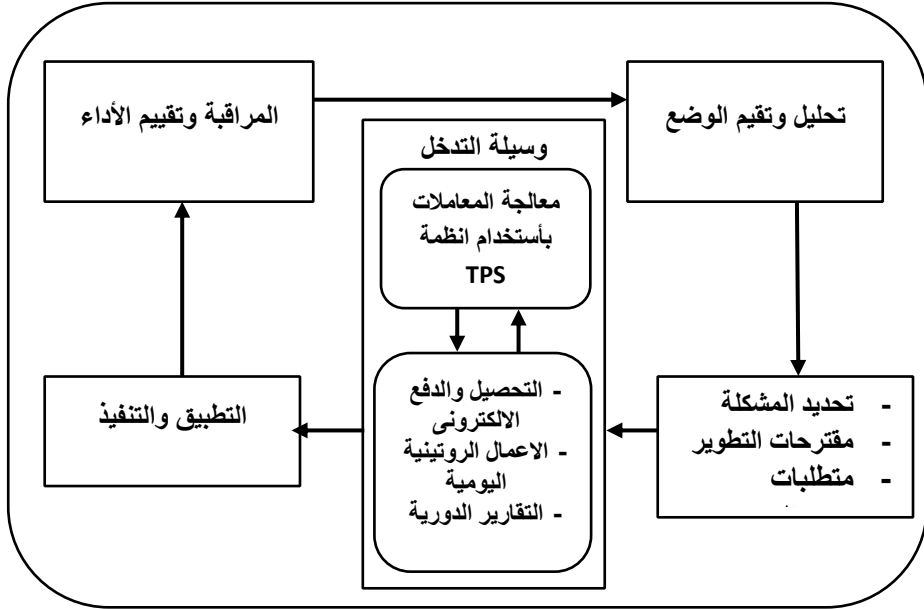 المراقبة وتقييم الأداء
تحليل وتقيم الوضع
وسيلة التدخل
معالجة المعاملات
بأستخدام انظمة
TPS
- التحصيل والدفع
الالكترونى
- الاعمال الروتينية
اليومية
- التقارير الدورية
- تحديد المشكلة
- مقترحات التطوير
- متطلبات
التطبيق والتنفيذ